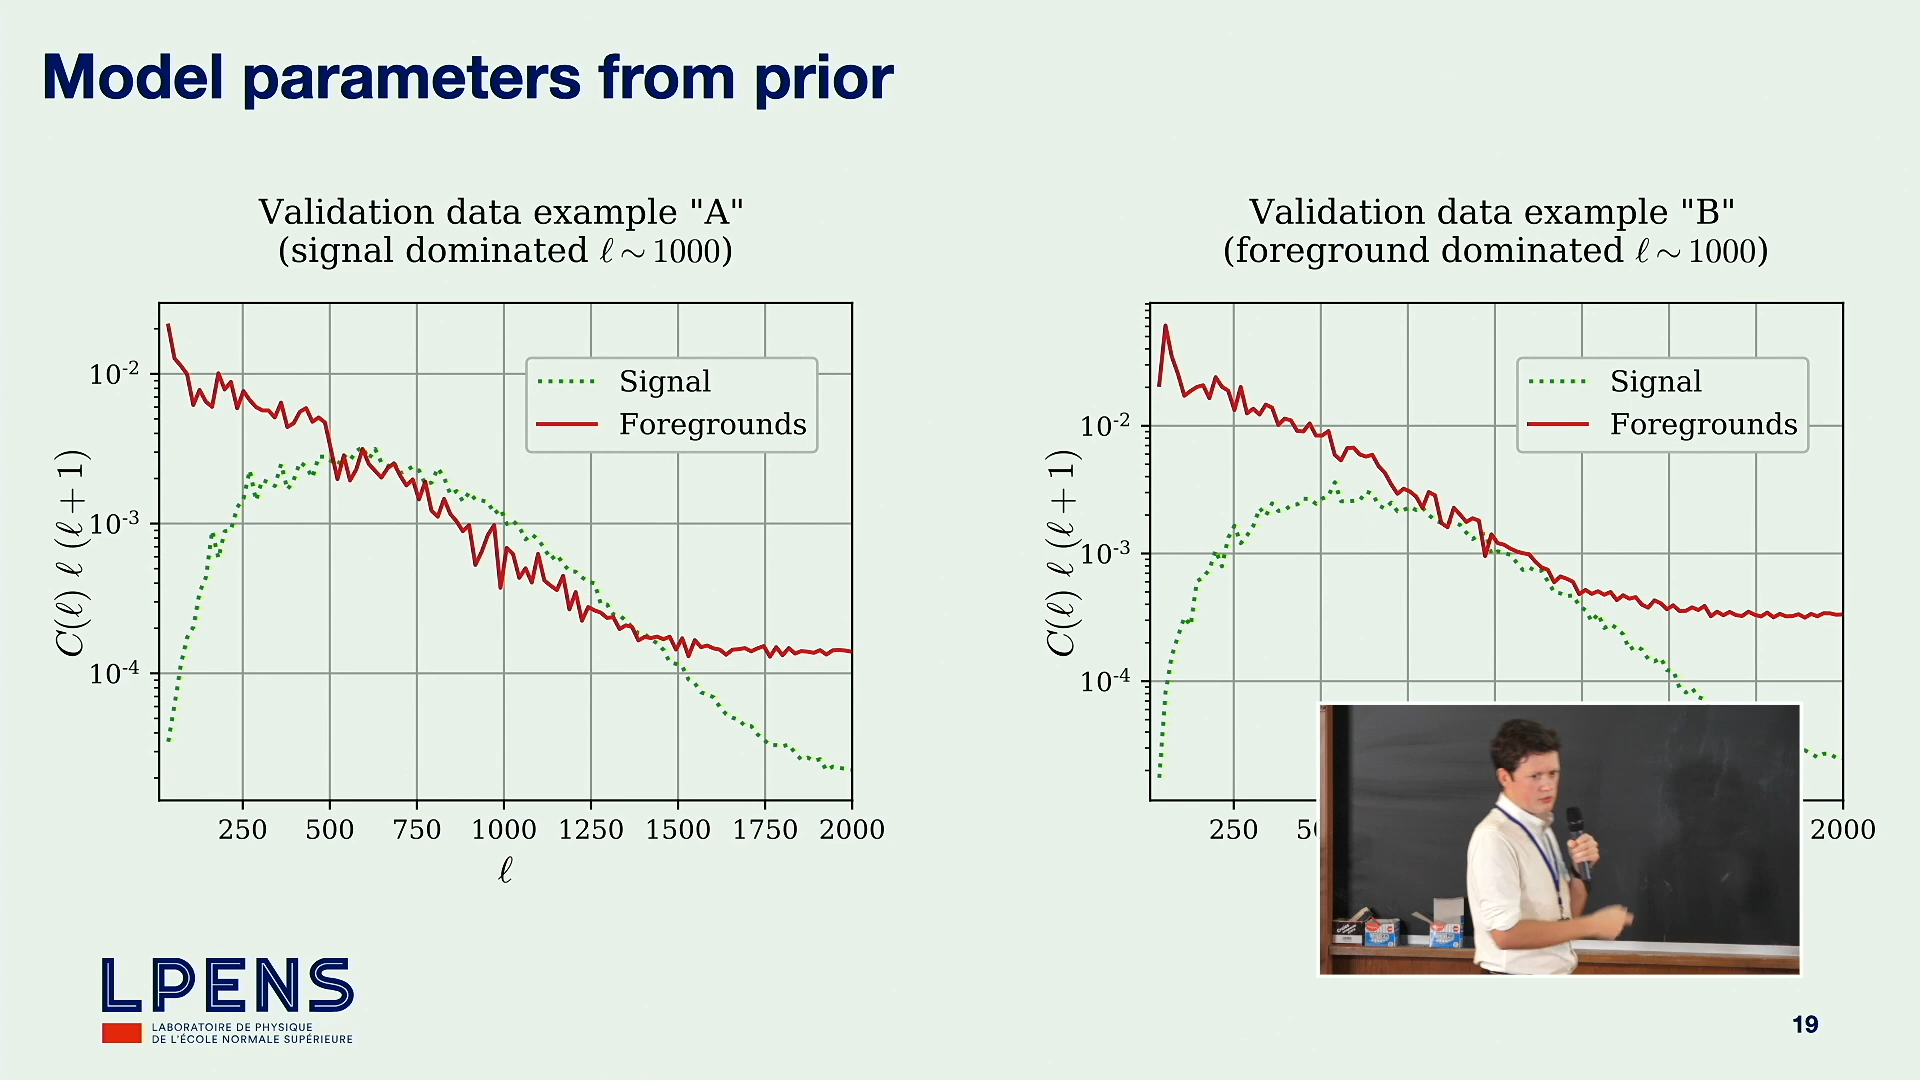 Model parameters from prior
Validation data example "A"
(signal dominated ℓ ~ 1000)
Signal
Foregrounds
10⁻²
10⁻³
10⁻⁴
C(ℓ) ℓ (ℓ + 1)
250 500 750 1000 1250 1500 1750 2000
ℓ
Validation data example "B"
(foreground dominated ℓ ~ 1000)
Signal
Foregrounds
10⁻²
10⁻³
10⁻⁴
C(ℓ) ℓ (ℓ + 1)
250 2000
LPENS
LABORATOIRE DE PHYSIQUE
DE L'ÉCOLE NORMALE SUPÉRIEURE
19